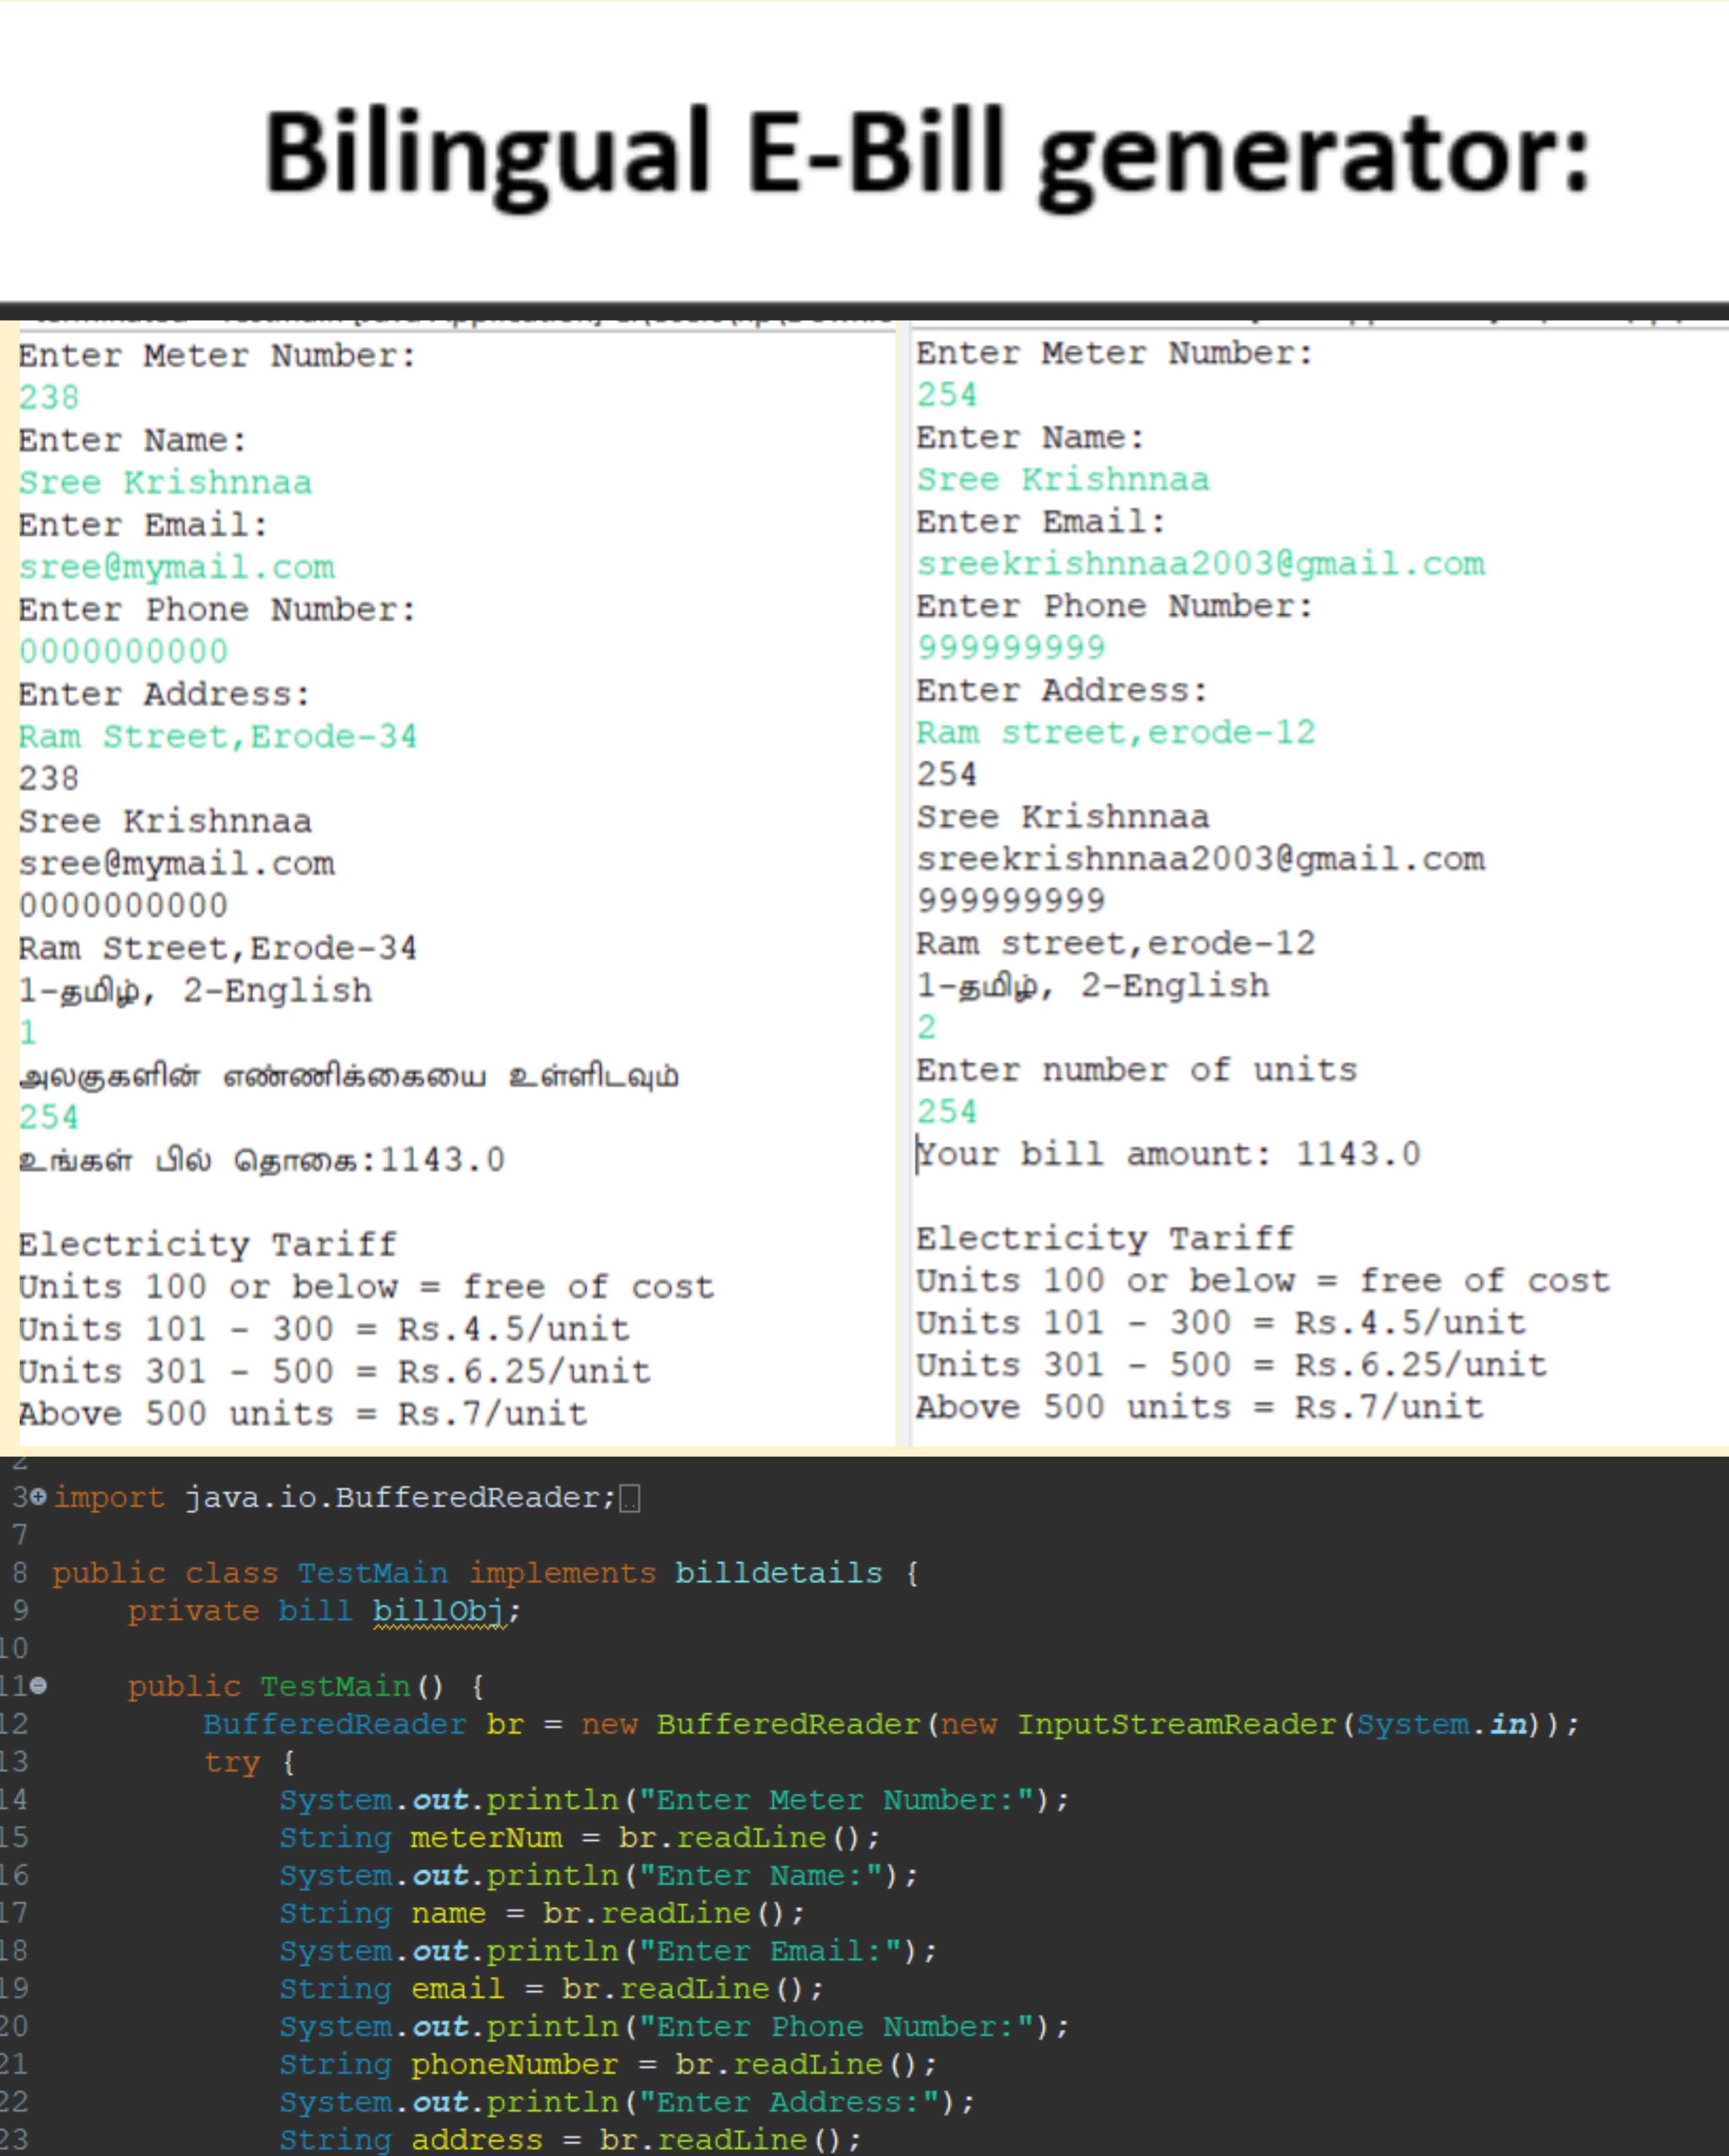 Bilingual E-Bill generator:
Enter Meter Number:
238
Enter Name:
Sree Krishnnaa
Enter Email:
sree@mymail.com
Enter Phone Number:
0000000000
Enter Address:
Ram Street,Erode-34
238
Sree Krishnnaa
sree@mymail.com
0000000000
Ram Street,Erode-34
1-தமிழ், 2-English
1
அலகுகளின் எண்ணிக்கையை உள்ளிடவும்
254
உங்கள் பில் தொகை:1143.0
Electricity Tariff
Units 100 or below = free of cost
Units 101 - 300 = Rs.4.5/unit
Units 301 - 500 = Rs.6.25/unit
Above 500 units = Rs.7/unit
Enter Meter Number:
254
Enter Name:
Sree Krishnnaa
Enter Email:
sreekrishnnaa2003@gmail.com
Enter Phone Number:
999999999
Enter Address:
Ram street,erode-12
254
Sree Krishnnaa
sreekrishnnaa2003@gmail.com
999999999
Ram street,erode-12
1-தமிழ், 2-English
2
Enter number of units
254
Your bill amount: 1143.0
Electricity Tariff
Units 100 or below = free of cost
Units 101 - 300 = Rs.4.5/unit
Units 301 - 500 = Rs.6.25/unit
Above 500 units = Rs.7/unit
2
3 import java.io.BufferedReader;
7
8 public class TestMain implements billdetails {
9 private bill billObj;
10
11 public TestMain() {
12 BufferedReader br = new BufferedReader(new InputStreamReader(System.in));
13 try {
14 System.out.println("Enter Meter Number:");
15 String meterNum = br.readLine();
16 System.out.println("Enter Name:");
17 String name = br.readLine();
18 System.out.println("Enter Email:");
19 String email = br.readLine();
20 System.out.println("Enter Phone Number:");
21 String phoneNumber = br.readLine();
22 System.out.println("Enter Address:");
23 String address = br.readLine();